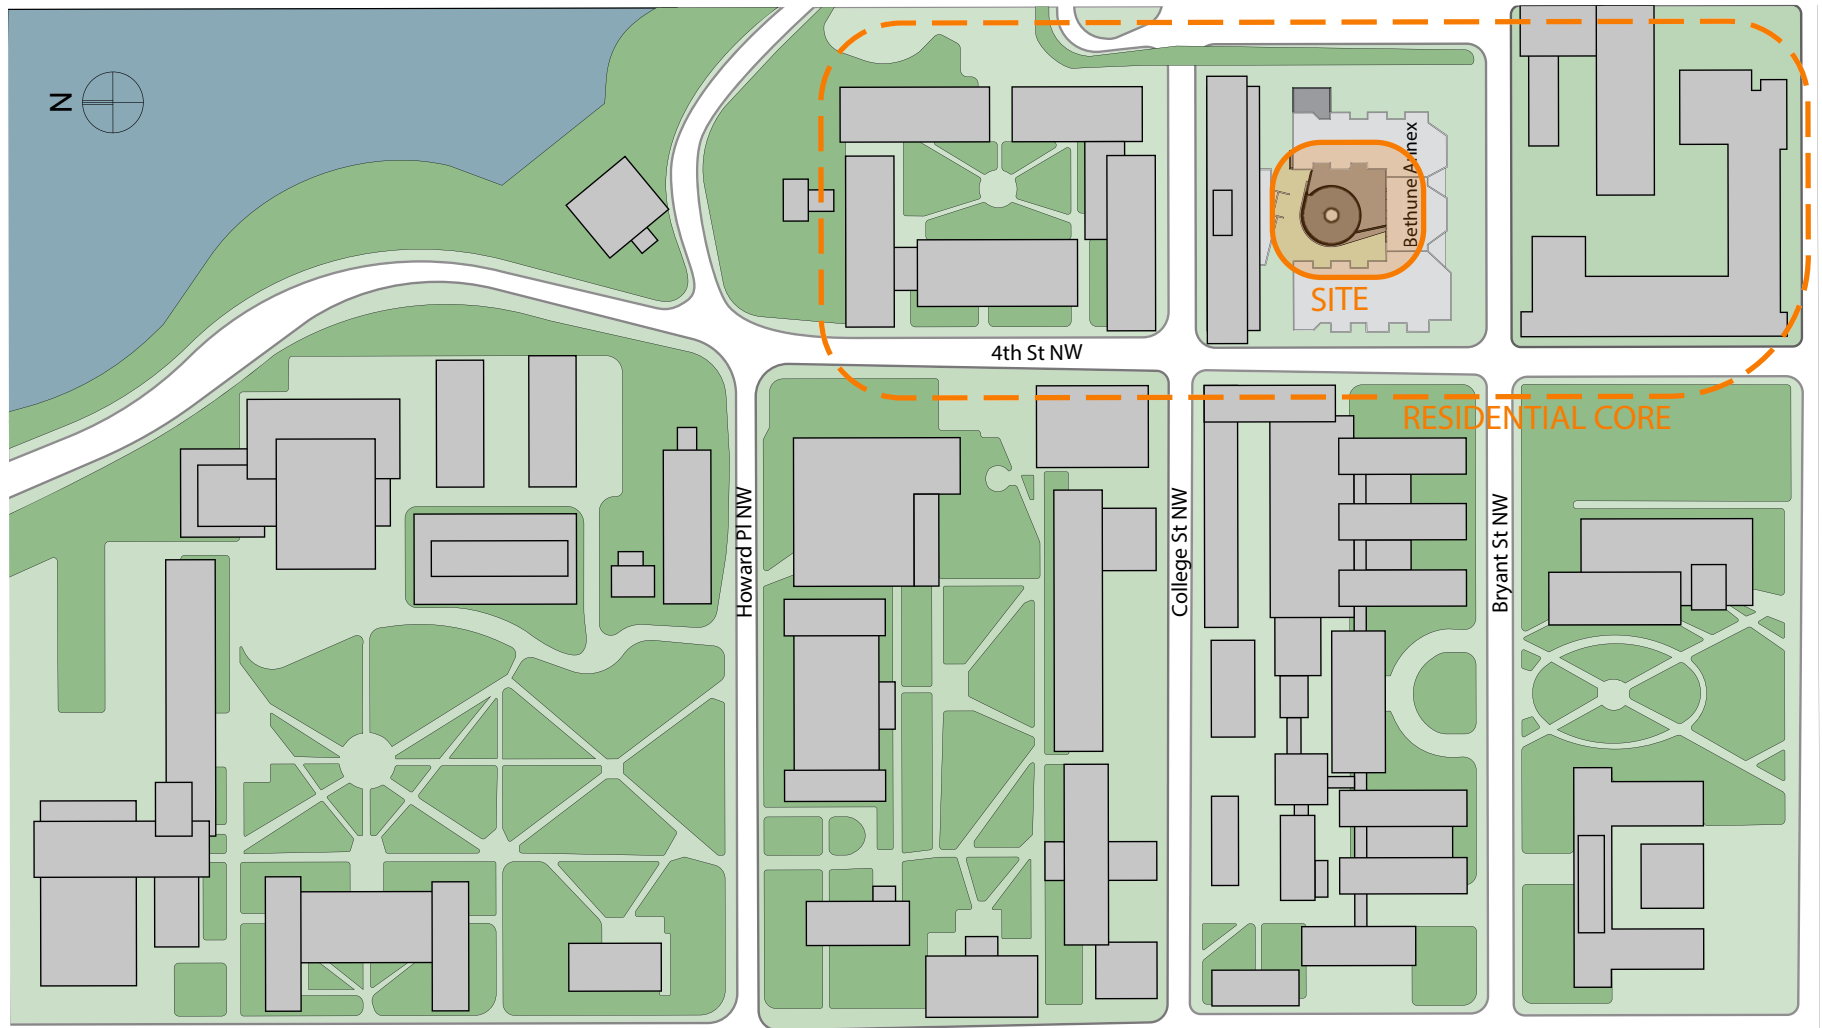 N
Bethune Annex
SITE
4th St NW
RESIDENTIAL CORE
Howard Pl NW
College St NW
Bryant St NW